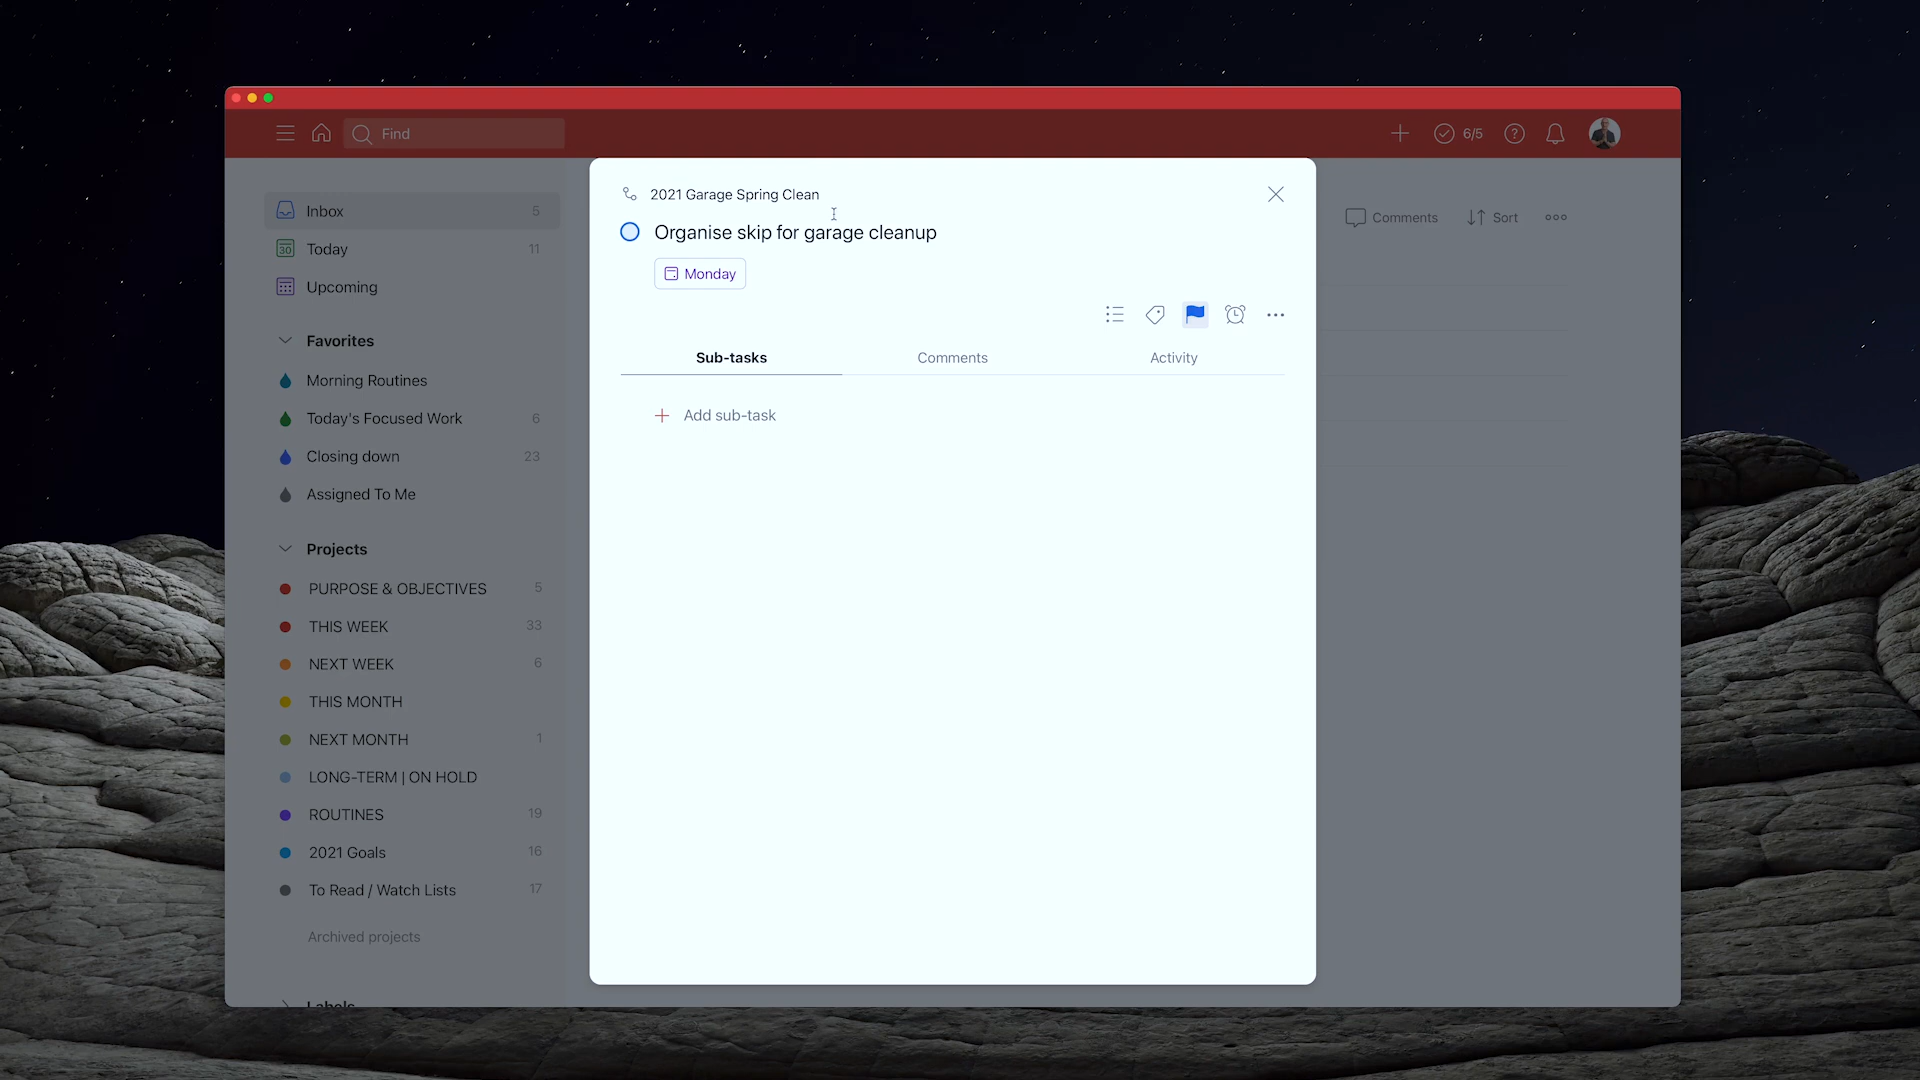 Find
6/5
Inbox 5
30 Today 11
Upcoming
Favorites
Morning Routines
Today's Focused Work 6
Closing down 23
Assigned To Me
Projects
PURPOSE & OBJECTIVES 5
THIS WEEK 33
NEXT WEEK 6
THIS MONTH
NEXT MONTH 1
LONG-TERM | ON HOLD
ROUTINES 19
2021 Goals 16
To Read / Watch Lists 17
Archived projects
Labels
2021 Garage Spring Clean
Organise skip for garage cleanup
Monday
Sub-tasks Comments Activity
+ Add sub-task
Comments Sort